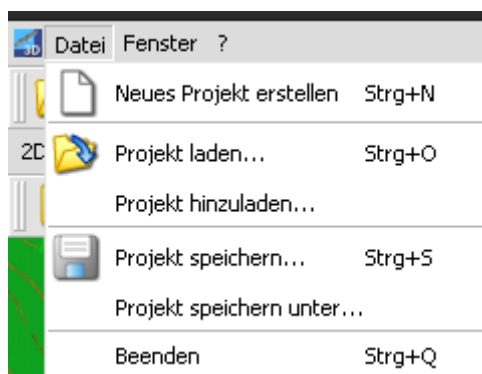 3D Datei Fenster ?
Neues Projekt erstellen Strg+N
2D
Projekt laden... Strg+O
Projekt hinzuladen...
Projekt speichern... Strg+S
Projekt speichern unter...
Beenden Strg+Q